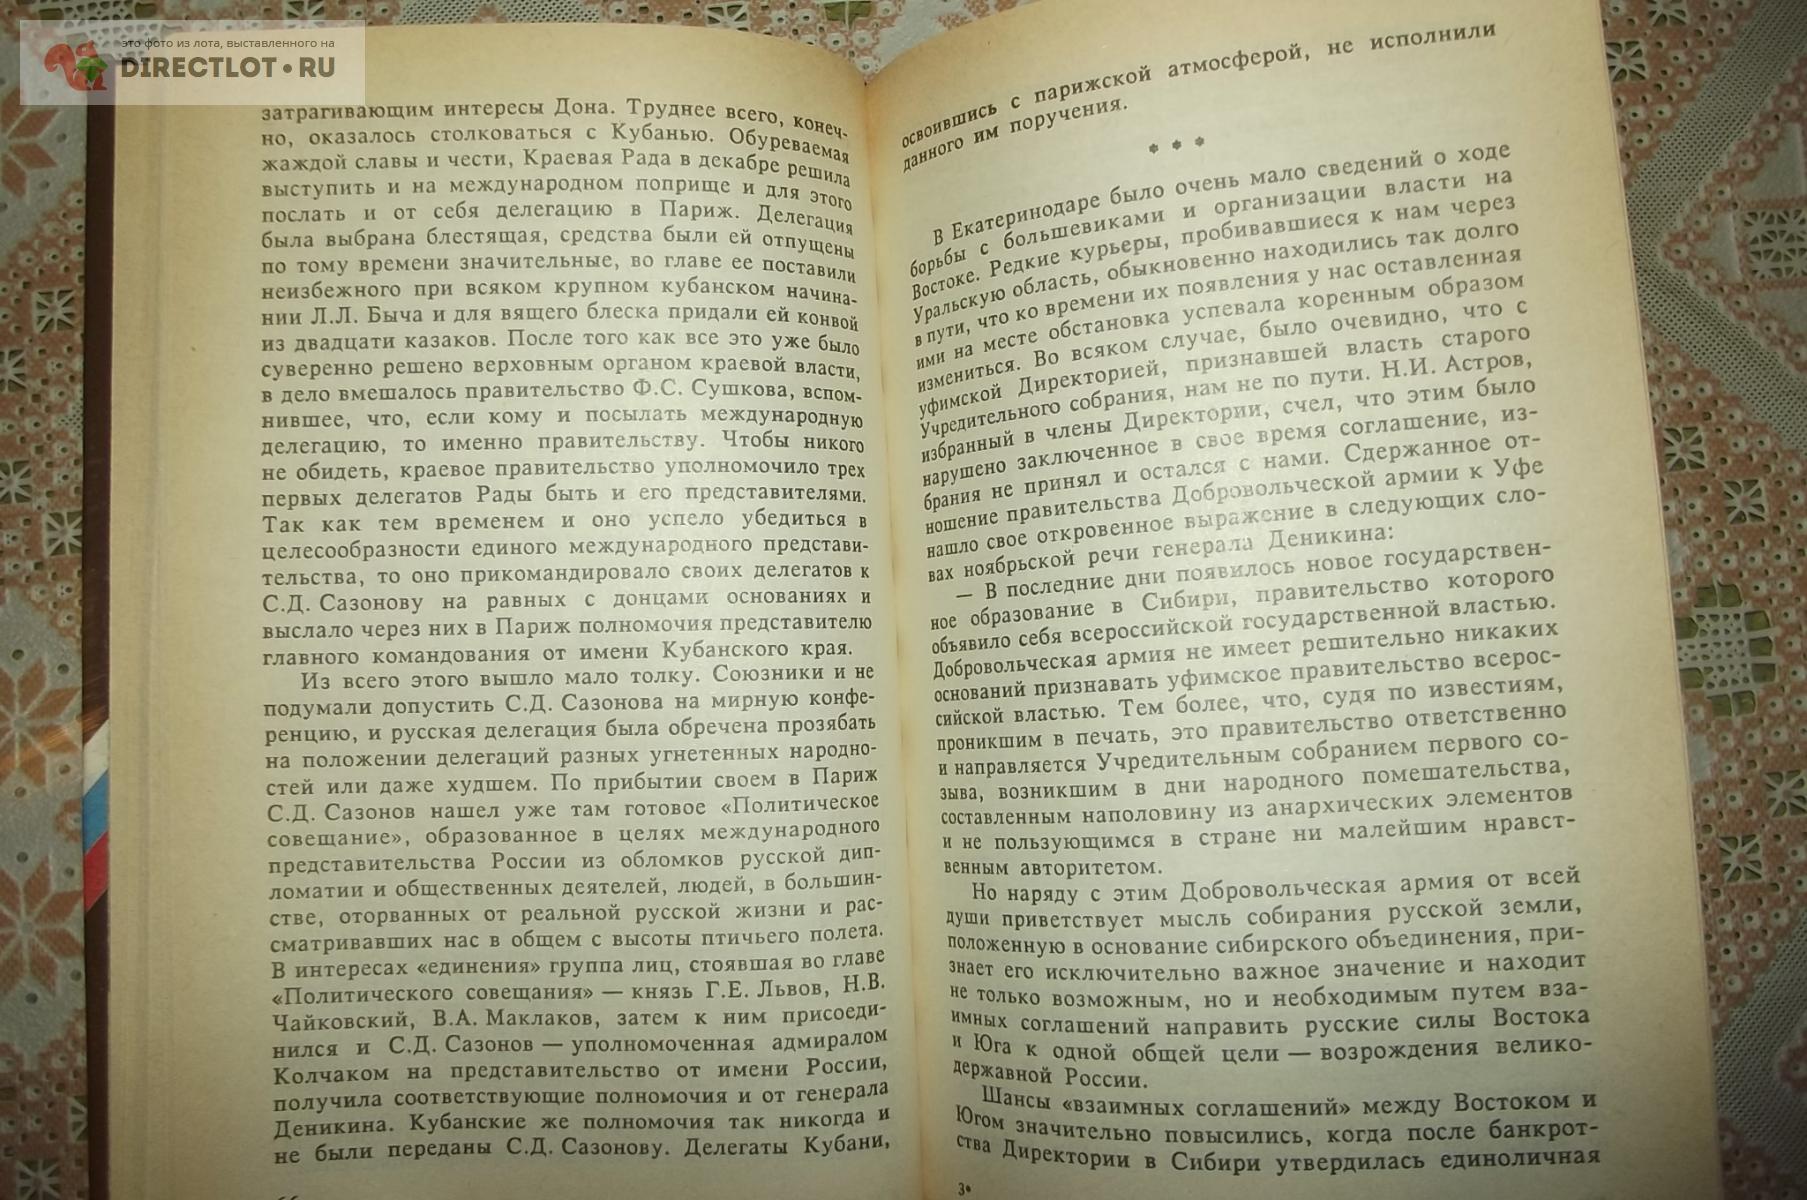 это фото из лота, выставленного на
DIRECTLOT•RU
затрагивающим интересы Дона. Труднее всего, конеч-
но, оказалось столковаться с Кубанью. Обуреваемая
жаждой славы и чести, Краевая Рада в декабре решила
выступить и на международном поприще и для этого
послать и от себя делегацию в Париж. Делегация
была выбрана блестящая, средства были ей отпущены
по тому времени значительные, во главе ее поставили
неизбежного при всяком крупном кубанском начина-
нии Л.Л. Быча и для вящего блеска придали ей конвой
из двадцати казаков. После того как все это уже было
суверенно решено верховным органом краевой власти,
в дело вмешалось правительство Ф.С. Сушкова, вспом-
нившее, что, если кому и посылать международную
делегацию, то именно правительству. Чтобы никого
не обидеть, краевое правительство уполномочило трех
первых делегатов Рады быть и его представителями.
Так как тем временем и оно успело убедиться в
целесообразности единого международного представи-
тельства, то оно прикомандировало своих делегатов к
С.Д. Сазонову на равных с донцами основаниях и
выслало через них в Париж полномочия представителю
главного командования от имени Кубанского края.
Из всего этого вышло мало толку. Союзники и не
подумали допустить С.Д. Сазонова на мирную конфе-
ренцию, и русская делегация была обречена прозябать
на положении делегаций разных угнетенных народно-
стей или даже худшем. По прибытии своем в Париж
С.Д. Сазонов нашел уже там готовое «Политическое
совещание», образованное в целях международного
представительства России из обломков русской дип-
ломатии и общественных деятелей, людей, в большин-
стве, оторванных от реальной русской жизни и рас-
сматривавших нас в общем с высоты птичьего полета.
В интересах «единения» группа лиц, стоявшая во главе
«Политического совещания» — князь Г.Е. Львов, Н.В.
Чайковский, В.А. Маклаков, затем к ним присоеди-
нился и С.Д. Сазонов — уполномоченная адмиралом
Колчаком на представительство от имени России,
получила соответствующие полномочия и от генерала
Деникина. Кубанские же полномочия так никогда и
не были переданы С.Д. Сазонову. Делегаты Кубани,
освоившись с парижской атмосферой, не исполнили
данного им поручения.
* * *
В Екатеринодаре было очень мало сведений о ходе
борьбы с большевиками и организации власти на
Востоке. Редкие курьеры, пробивавшиеся к нам через
Уральскую область, обыкновенно находились так долго
в пути, что ко времени их появления у нас оставленная
ими на месте обстановка успевала коренным образом
измениться. Во всяком случае, было очевидно, что с
уфимской Директорией, признавшей власть старого
Учредительного собрания, нам не по пути. Н.И. Астров,
избранный в члены Директории, счел, что этим было
нарушено заключенное в свое время соглашение, из-
брания не принял и остался с нами. Сдержанное от-
ношение правительства Добровольческой армии к Уфе
нашло свое откровенное выражение в следующих сло-
вах ноябрьской речи генерала Деникина:
— В последние дни появилось новое государствен-
ное образование в Сибири, правительство которого
объявило себя всероссийской государственной властью.
Добровольческая армия не имеет решительно никаких
оснований признавать уфимское правительство всерос-
сийской властью. Тем более, что, судя по известиям,
проникшим в печать, это правительство ответственно
и направляется Учредительным собранием первого со-
зыва, возникшим в дни народного помешательства,
составленным наполовину из анархических элементов
и не пользующимся в стране ни малейшим нравст-
венным авторитетом.
Но наряду с этим Добровольческая армия от всей
души приветствует мысль собирания русской земли,
положенную в основание сибирского объединения, при-
знает его исключительно важное значение и находит
не только возможным, но и необходимым путем вза-
имных соглашений направить русские силы Востока
и Юга к одной общей цели — возрождения велико-
державной России.
Шансы «взаимных соглашений» между Востоком и
Югом значительно повысились, когда после банкрот-
ства Директории в Сибири утвердилась единоличная
3*